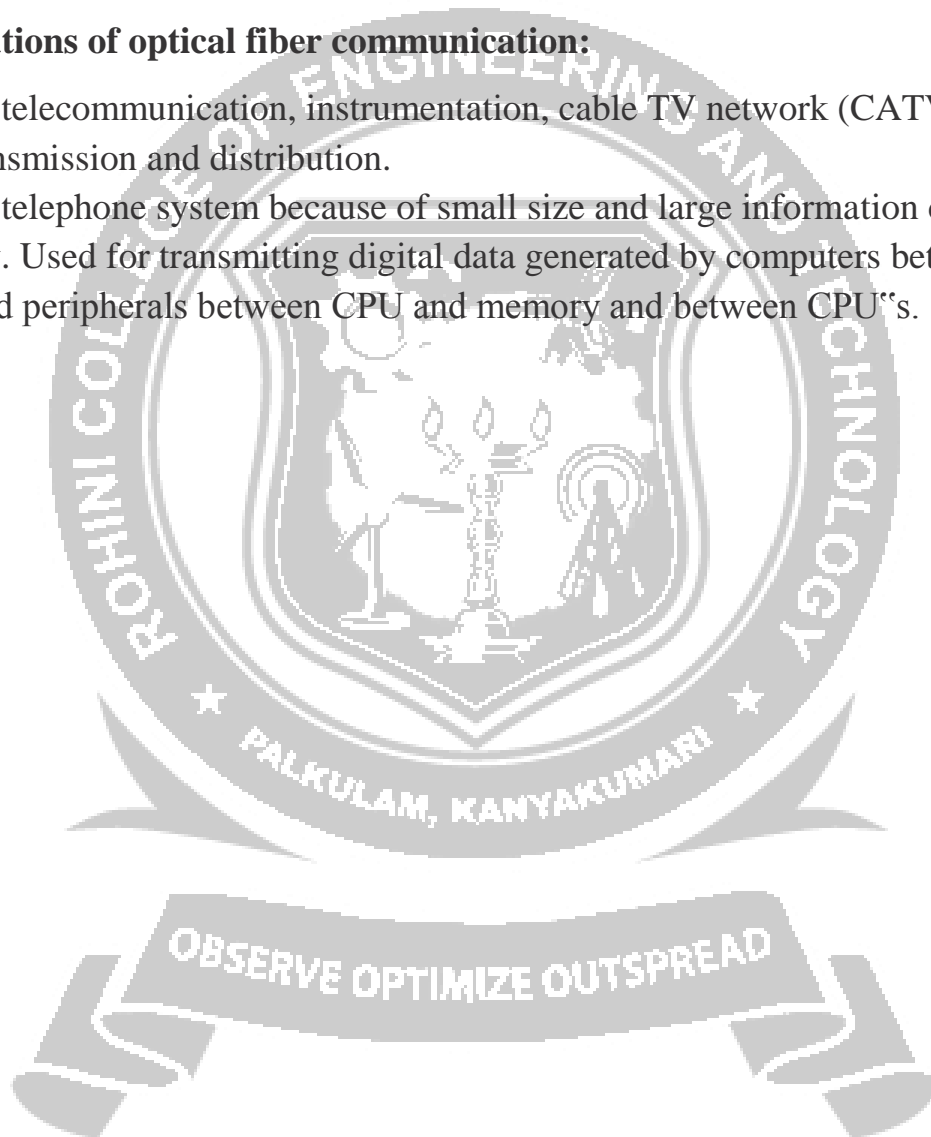 ations of optical fiber communication:
telecommunication, instrumentation, cable TV network (CATV
nsmission and distribution.
telephone system because of small size and large information c
. Used for transmitting digital data generated by computers bet
d peripherals between CPU and memory and between CPU‟s.
ROHINI COLLEGE OF ENGINEERING AND TECHNOLOGY
PALKULAM, KANYAKUMARI
OBSERVE OPTIMIZE OUTSPREAD